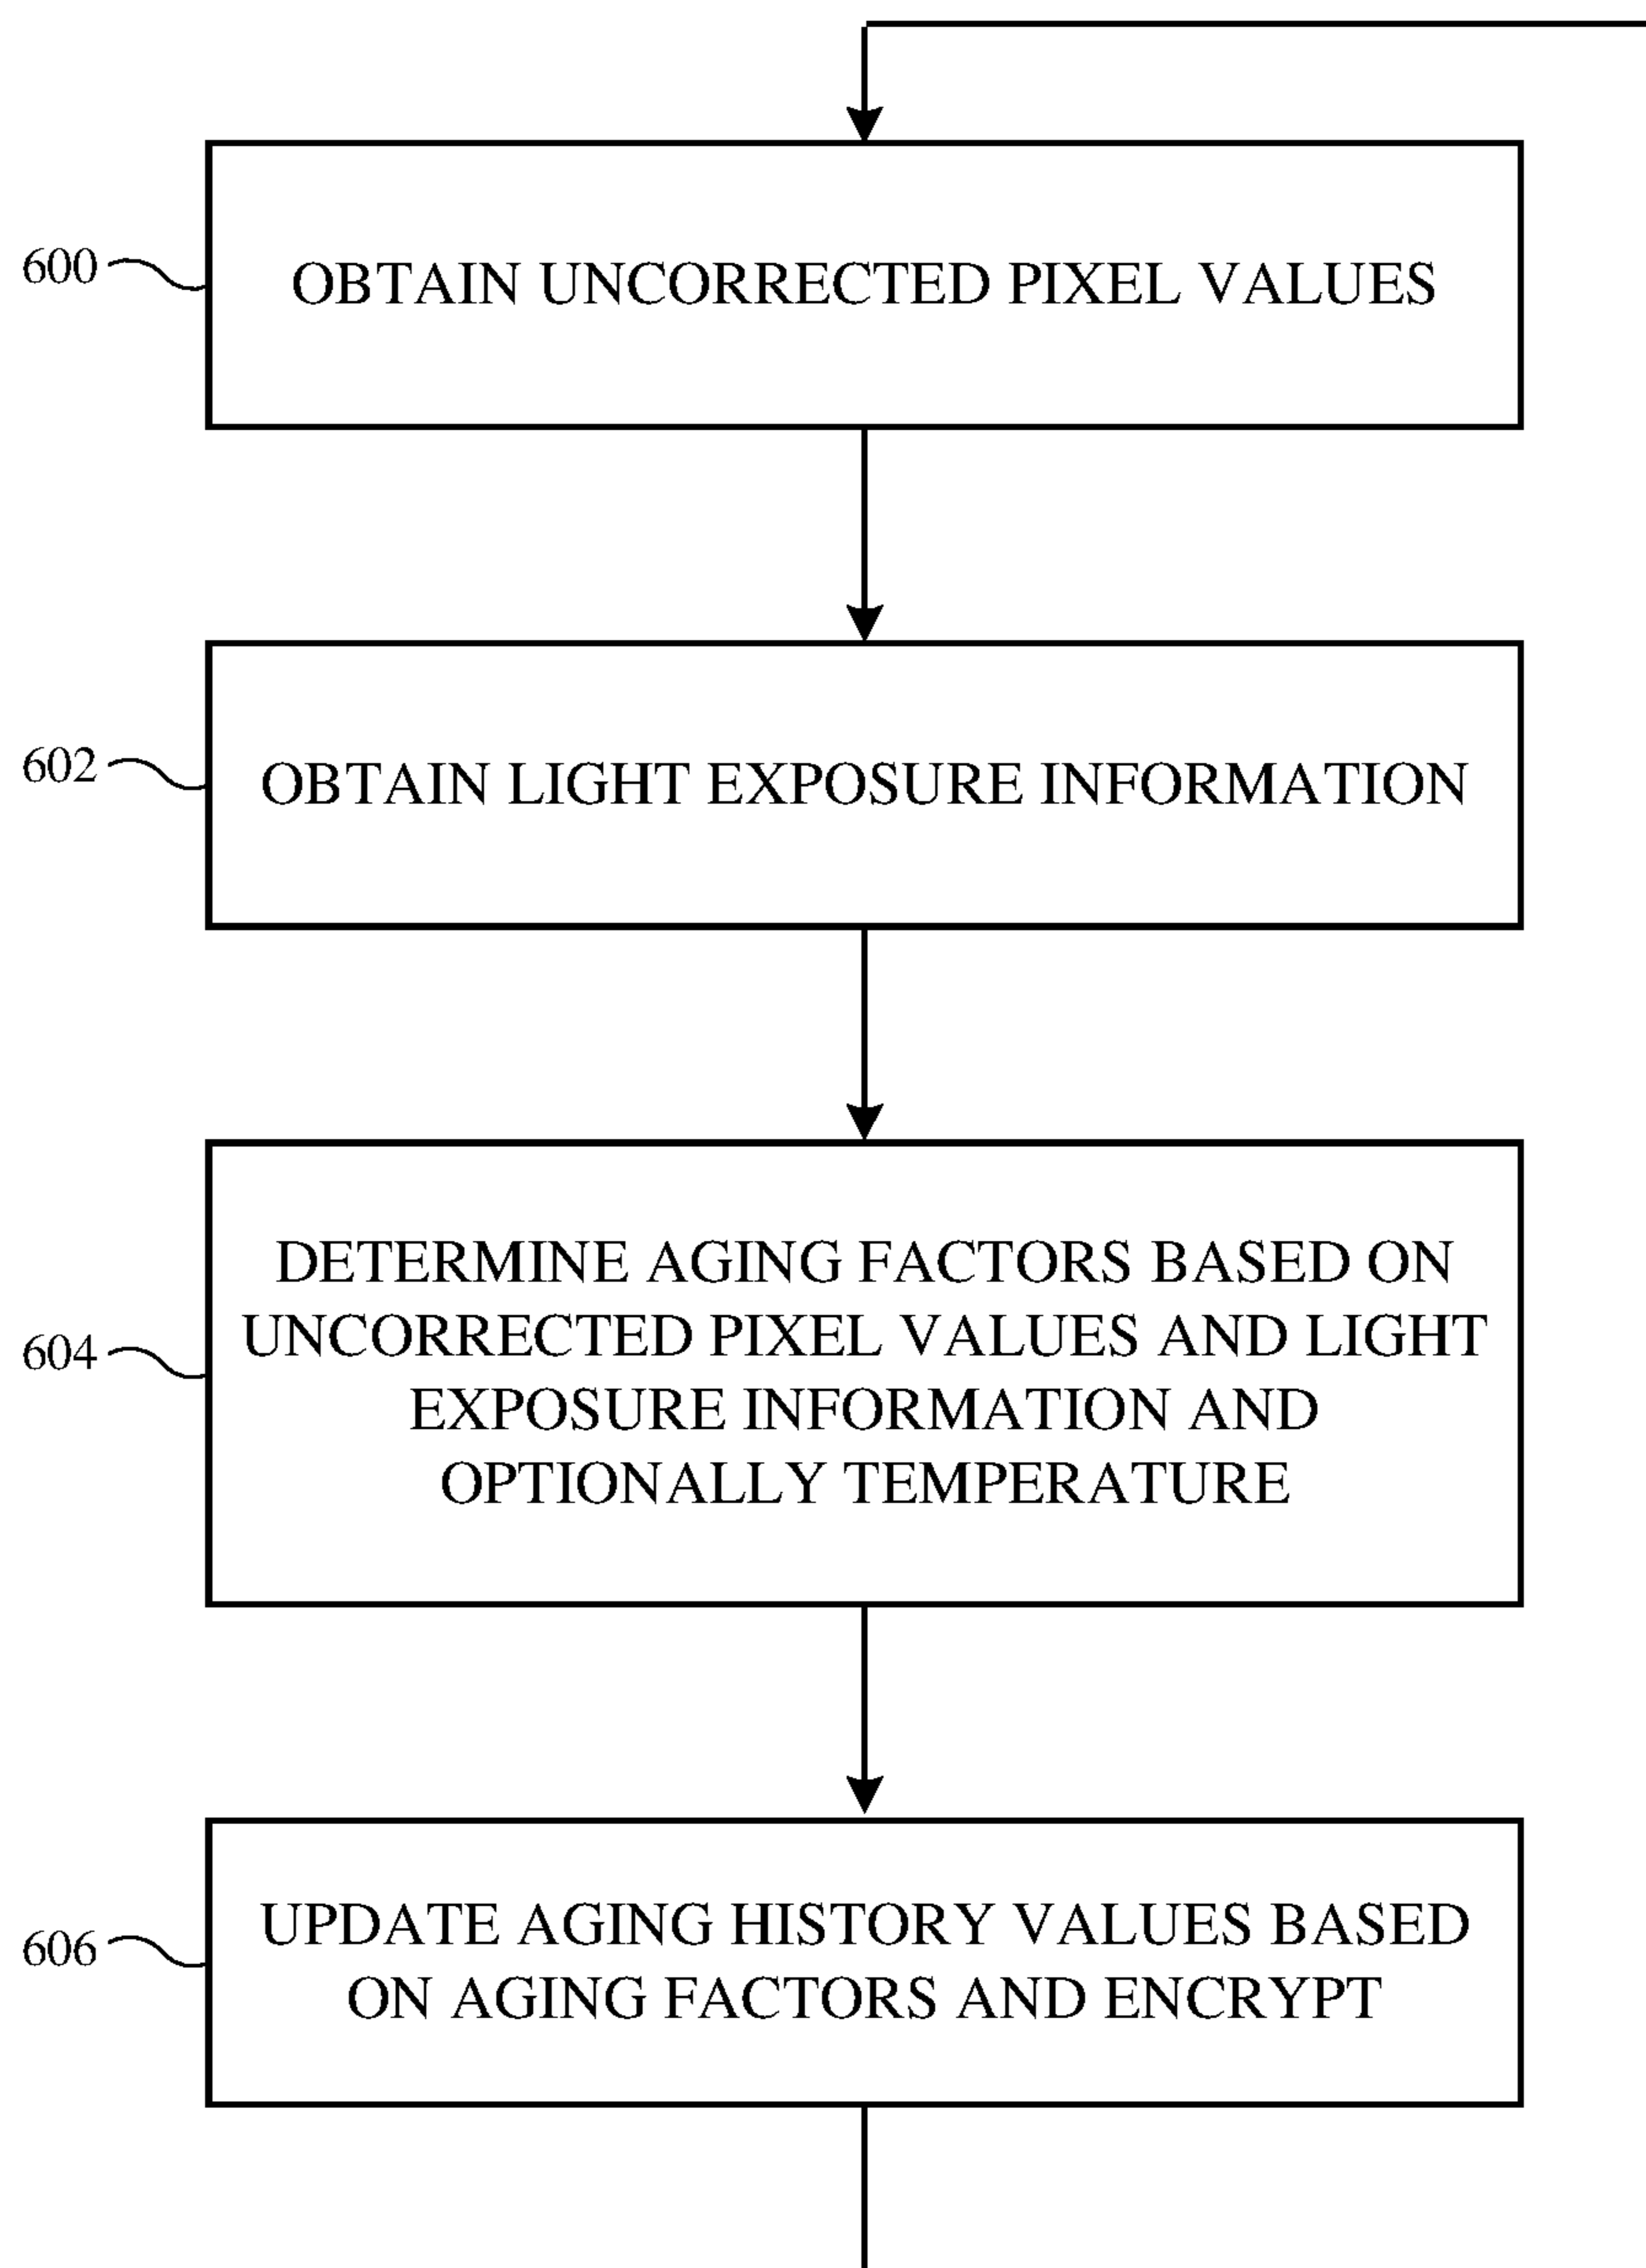 600
OBTAIN UNCORRECTED PIXEL VALUES
602
OBTAIN LIGHT EXPOSURE INFORMATION
604
DETERMINE AGING FACTORS BASED ON
UNCORRECTED PIXEL VALUES AND LIGHT
EXPOSURE INFORMATION AND
OPTIONALLY TEMPERATURE
606
UPDATE AGING HISTORY VALUES BASED
ON AGING FACTORS AND ENCRYPT